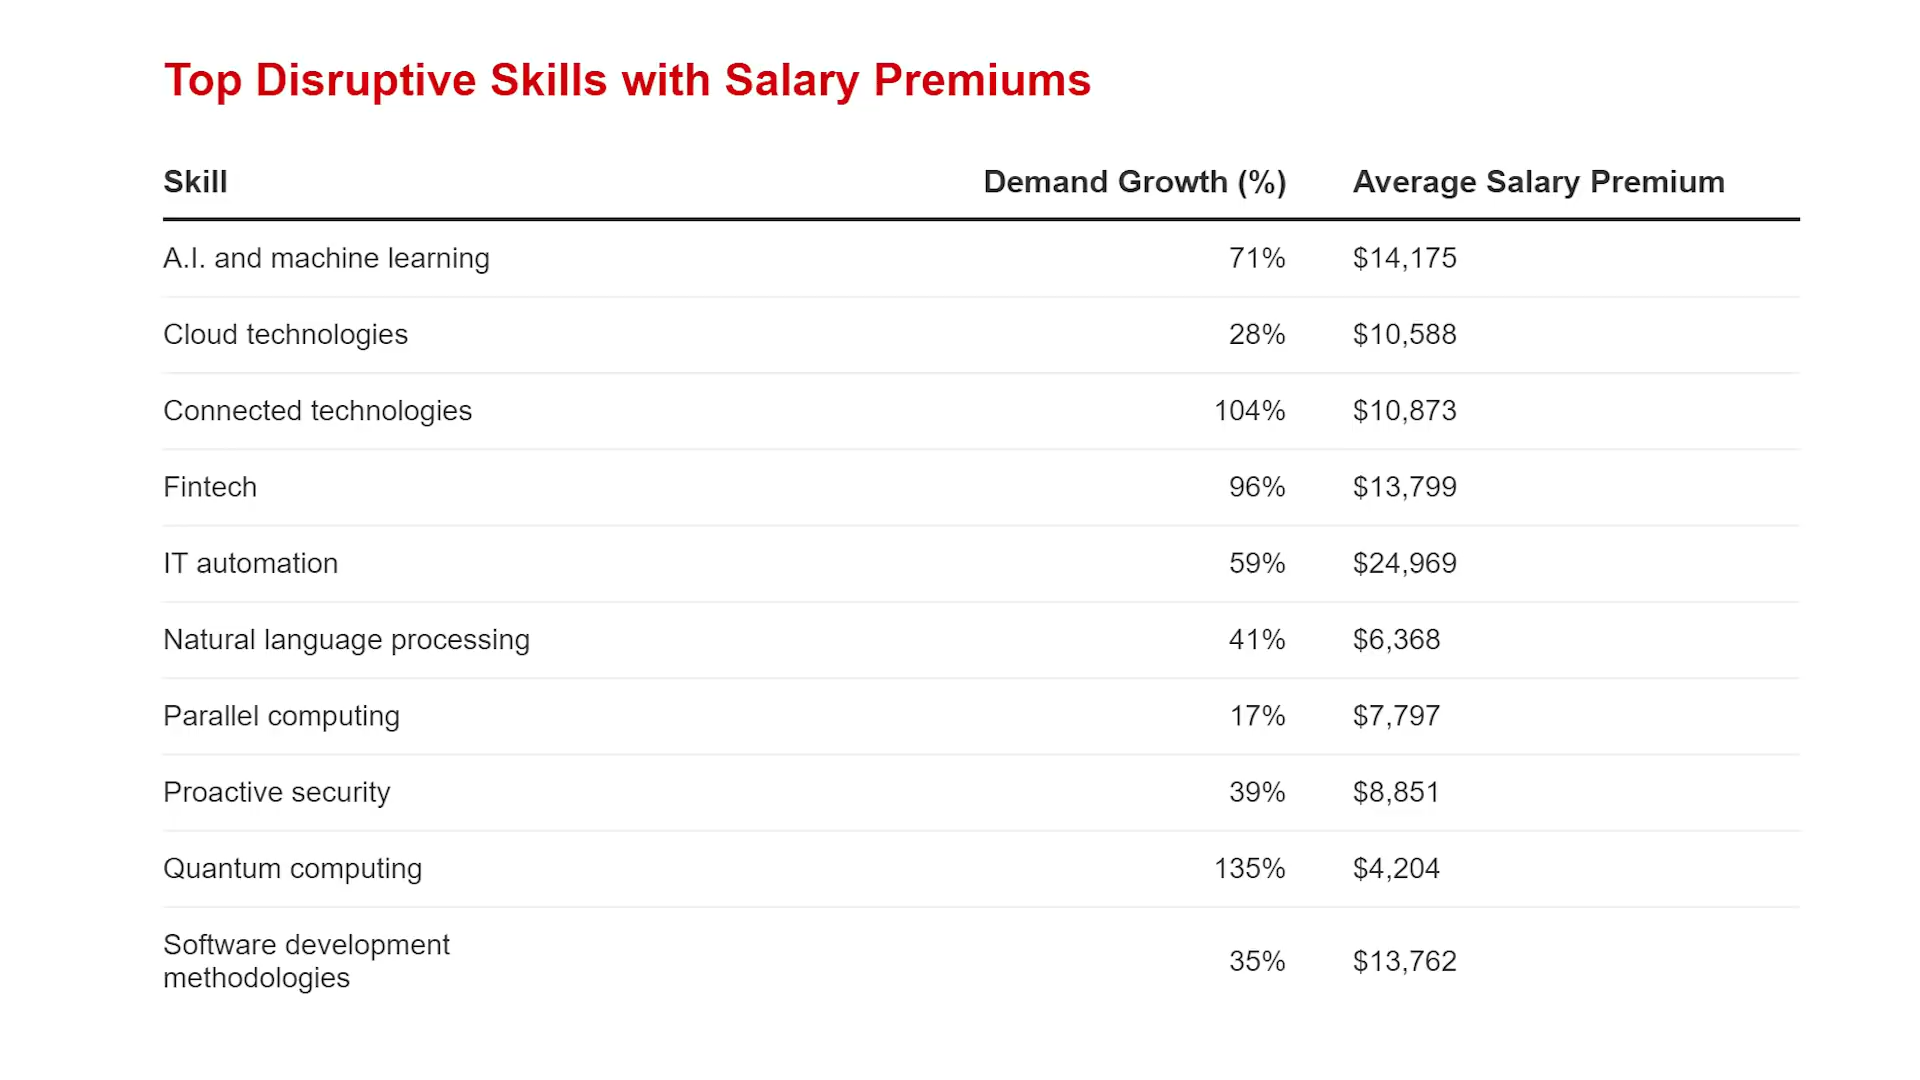 Top Disruptive Skills with Salary Premiums
Skill Demand Growth (%) Average Salary Premium
A.I. and machine learning 71% $14,175
Cloud technologies 28% $10,588
Connected technologies 104% $10,873
Fintech 96% $13,799
IT automation 59% $24,969
Natural language processing 41% $6,368
Parallel computing 17% $7,797
Proactive security 39% $8,851
Quantum computing 135% $4,204
Software development
methodologies 35% $13,762